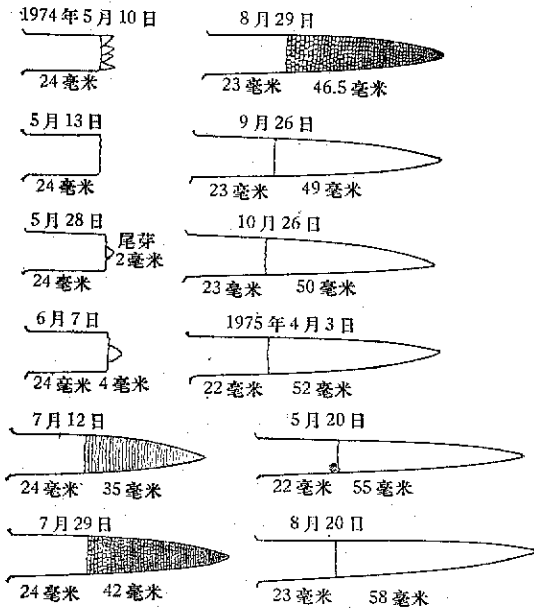 1974年5月10日
24毫米
5月13日
24毫米
5月28日
尾芽
2毫米
24毫米
6月7日
24毫米 4毫米
7月12日
24毫米 35毫米
7月29日
24毫米 42毫米
8月29日
23毫米 46.5毫米
9月26日
23毫米 49毫米
10月26日
23毫米 50毫米
1975年4月3日
22毫米 52毫米
5月20日
22毫米 55毫米
8月20日
23毫米 58毫米